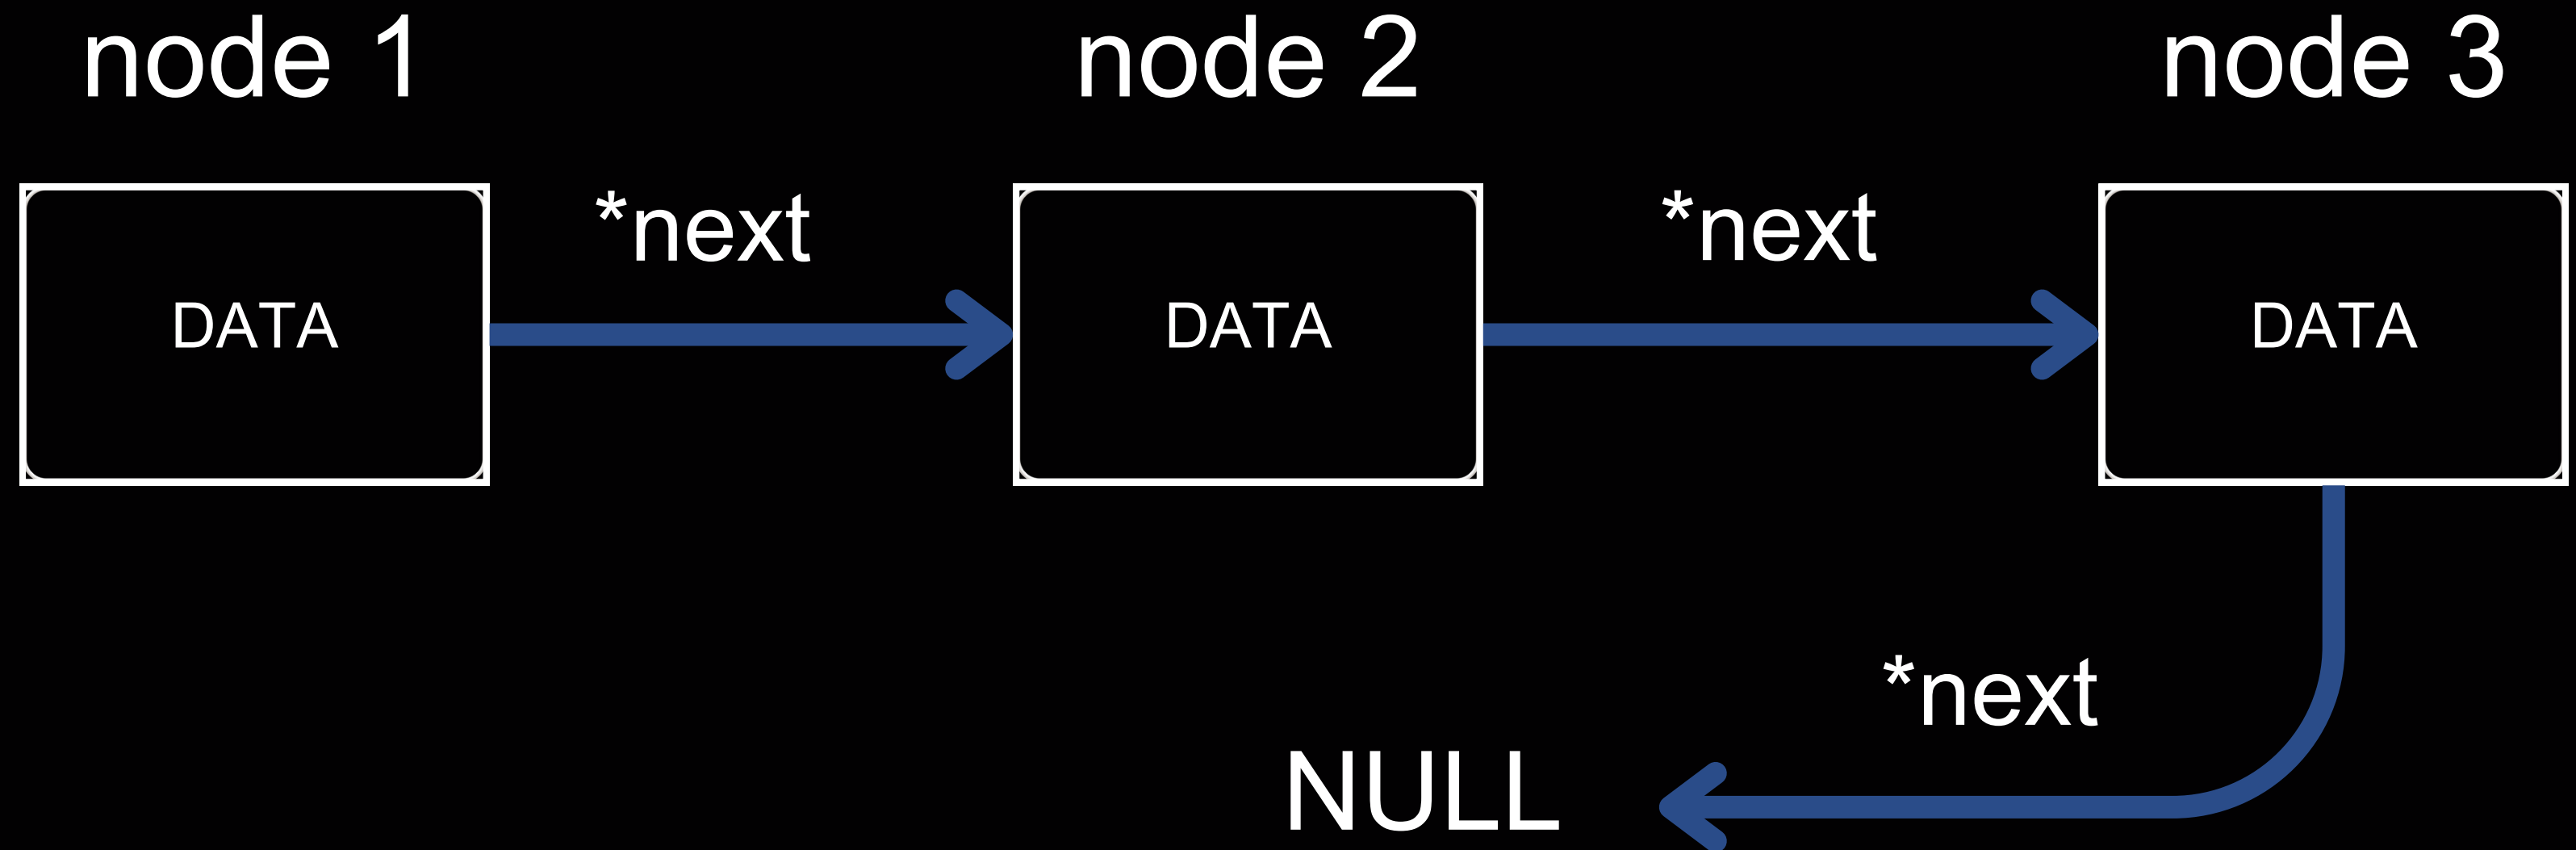 node 1
node 2
node 3
*next
*next
DATA
DATA
DATA
*next
NULL